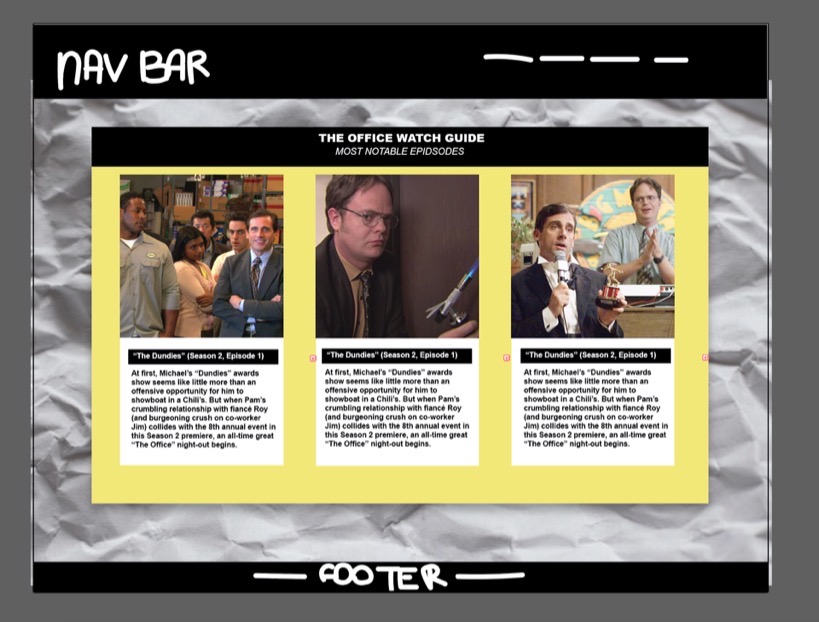 NAV BAR
THE OFFICE WATCH GUIDE
MOST NOTABLE EPIDSODES
"The Dundies" (Season 2, Episode 1)
At first, Michael's "Dundies" awards
show seems like little more than an
offensive opportunity for him to
showboat in a Chili's. But when Pam's
crumbling relationship with fiancé Roy
(and burgeoning crush on co-worker
Jim) collides with the 8th annual event in
this Season 2 premiere, an all-time great
"The Office" night-out begins.
"The Dundies" (Season 2, Episode 1)
At first, Michael's "Dundies" awards
show seems like little more than an
offensive opportunity for him to
showboat in a Chili's. But when Pam's
crumbling relationship with fiancé Roy
(and burgeoning crush on co-worker
Jim) collides with the 8th annual event in
this Season 2 premiere, an all-time great
"The Office" night-out begins.
"The Dundies" (Season 2, Episode 1)
At first, Michael's "Dundies" awards
show seems like little more than an
offensive opportunity for him to
showboat in a Chili's. But when Pam's
crumbling relationship with fiancé Roy
(and burgeoning crush on co-worker
Jim) collides with the 8th annual event in
this Season 2 premiere, an all-time great
"The Office" night-out begins.
FOOTER